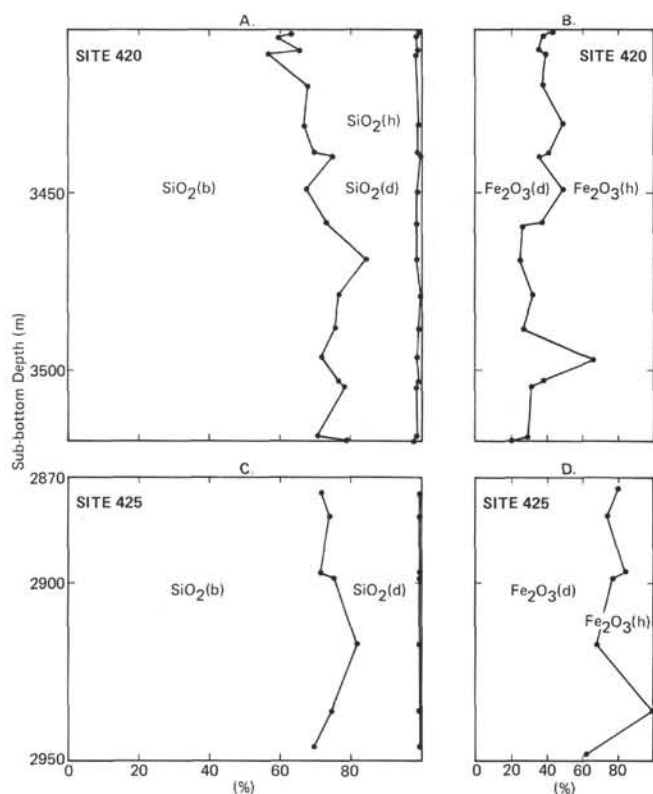 A.
B.
SITE 420
SITE 420
SiO2(h)
SiO2(b)
SiO2(d)
Fe2O3(d)
Fe2O3(h)
3450
3500
Sub-bottom Depth (m)
C.
D.
2870
SITE 425
SITE 425
SiO2(b)
SiO2(d)
Fe2O3(d)
Fe2O3(h)
2900
2950
0 20 40 60 80
20 40 60 80
(%)
(%)